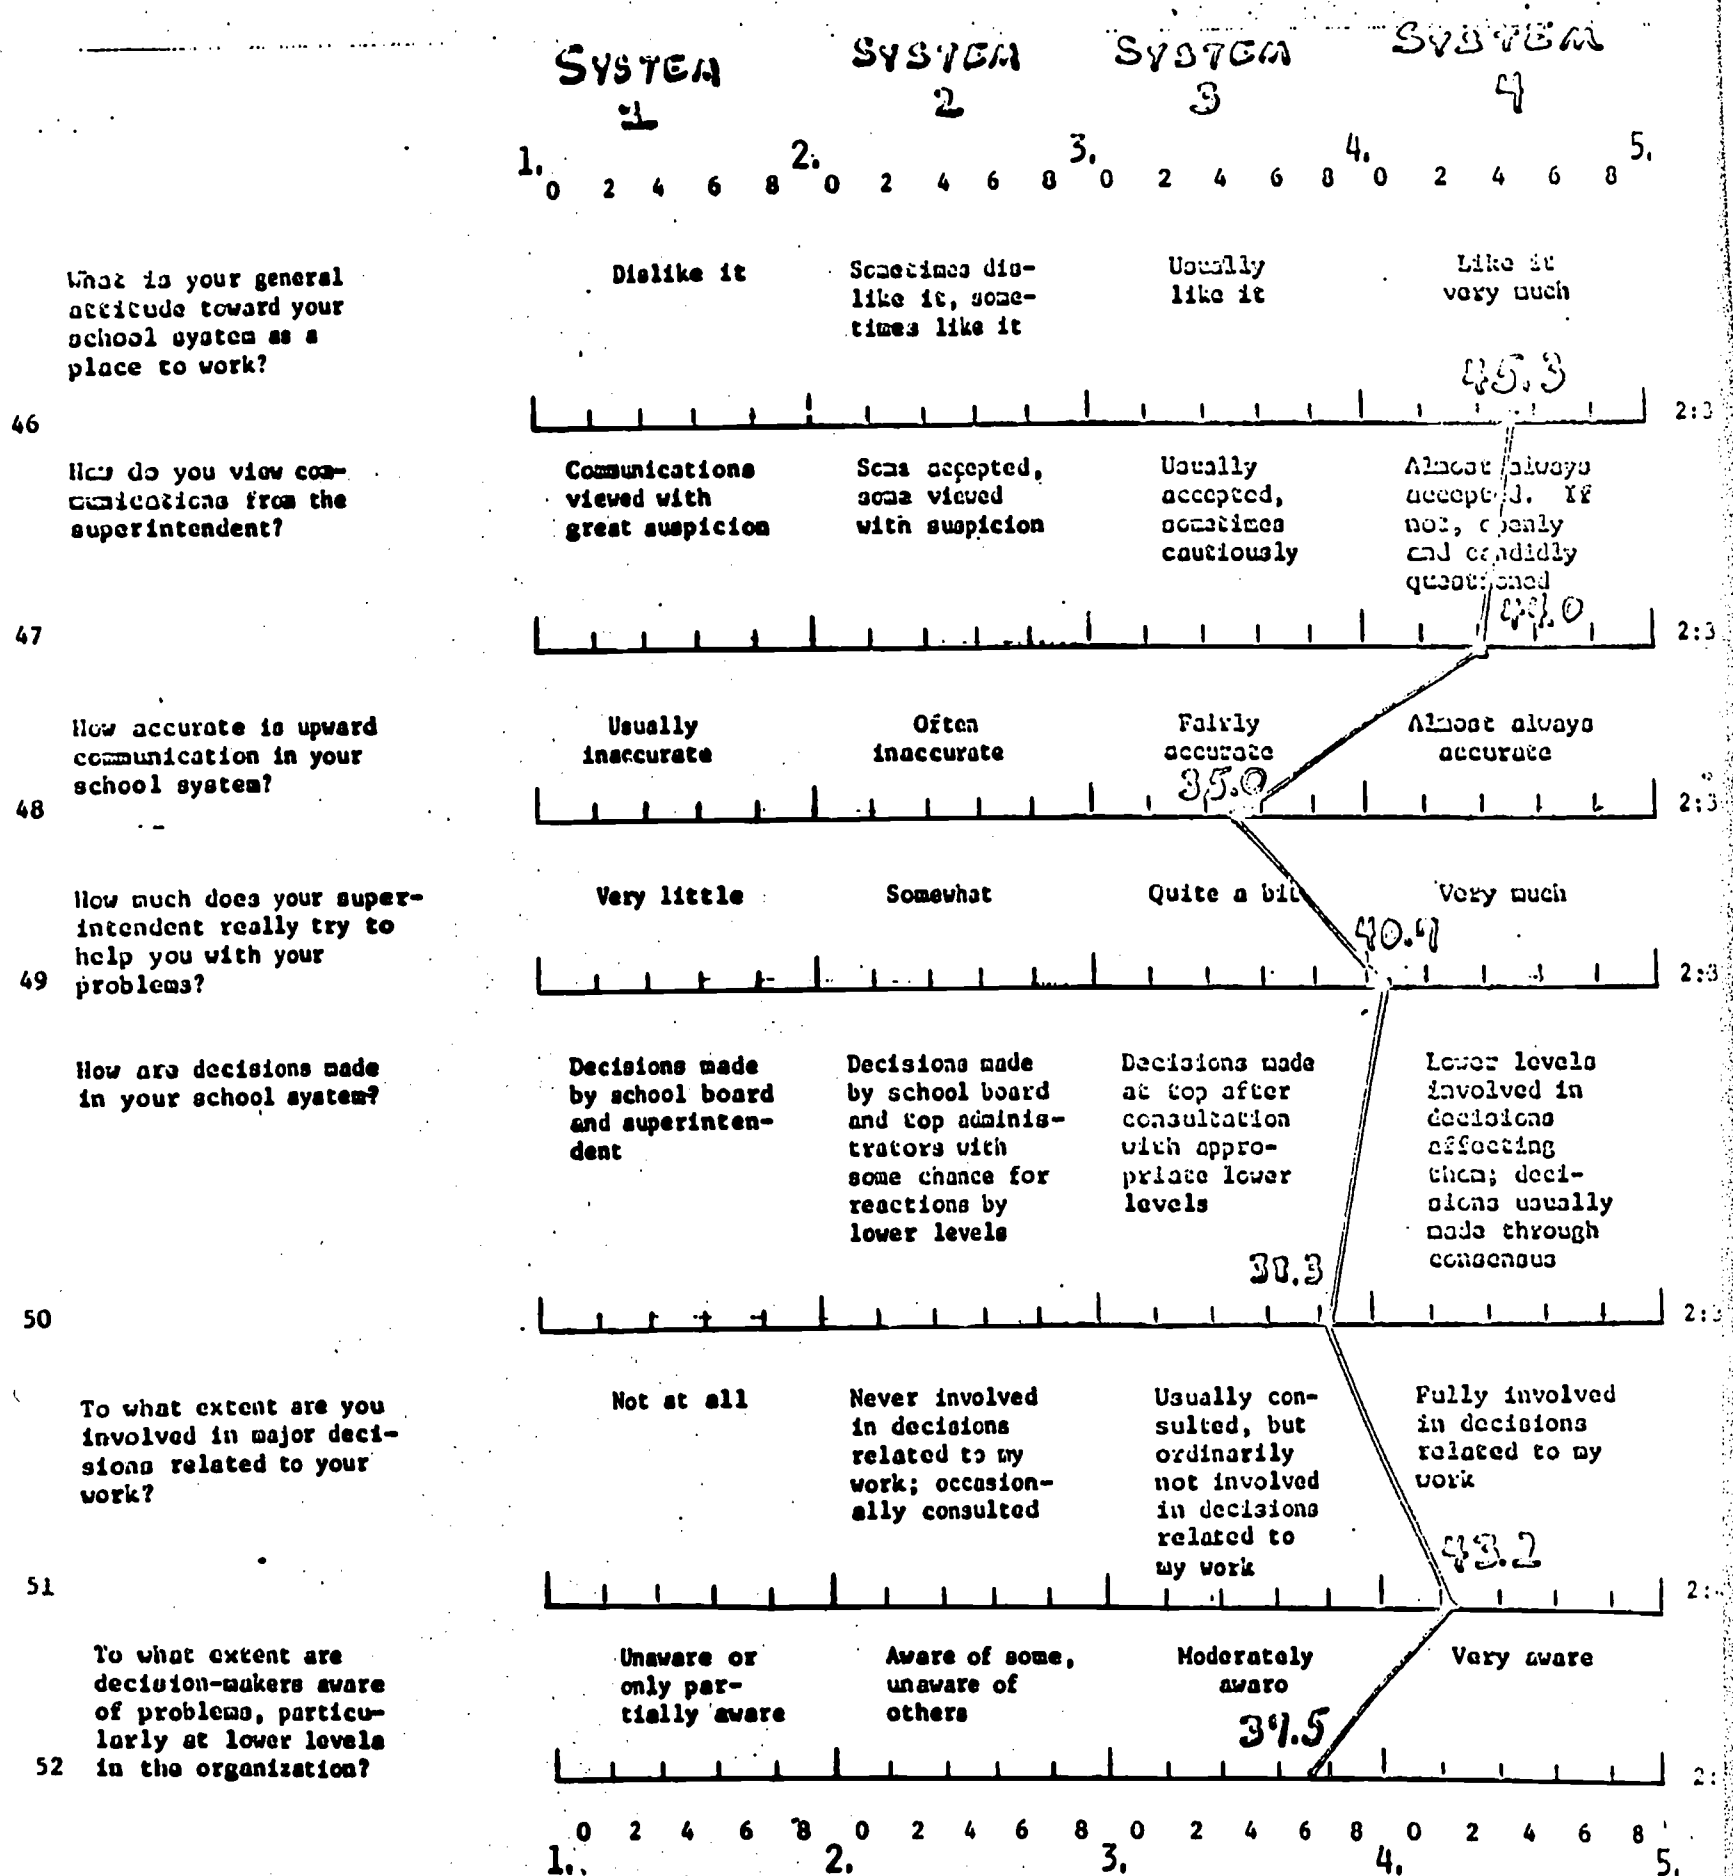 SYSTEM SYSTEM SYSTEM SYSTEM
1 2 3 4
1. 2. 3. 4. 5.
0 2 4 6 8 0 2 4 6 8 0 2 4 6 8 0 2 4 6 8
What is your general
attitude toward your
school system as a
place to work?
Dislike it
Sometimes dis-
like it, some-
times like it
Usually
like it
Like it
very much
45.3
46
2:3
How do you view com-
munications from the
superintendent?
Communications
viewed with
great suspicion
Some accepted,
some viewed
with suspicion
Usually
accepted,
sometimes
cautiously
Almost always
accepted. If
not, openly
and candidly
questioned
44.0
47
2:3
How accurate is upward
communication in your
school system?
Usually
inaccurate
Often
inaccurate
Fairly
accurate
Almost always
accurate
35.0
48
2:3
How much does your super-
intendent really try to
help you with your
problems?
Very little
Somewhat
Quite a bit
Very much
40.4
49
2:3
How are decisions made
in your school system?
Decisions made
by school board
and superinten-
dent
Decisions made
by school board
and top adminis-
trators with
some chance for
reactions by
lower levels
Decisions made
at top after
consultation
with appro-
priate lower
levels
Lower levels
involved in
decisions
affecting
them; deci-
sions usually
made through
consensus
38.3
50
2:3
To what extent are you
involved in major deci-
sions related to your
work?
Not at all
Never involved
in decisions
related to my
work; occasion-
ally consulted
Usually con-
sulted, but
ordinarily
not involved
in decisions
related to
my work
Fully involved
in decisions
related to my
work
43.2
51
2:
To what extent are
decision-makers aware
of problems, particu-
larly at lower levels
in the organization?
Unaware or
only par-
tially aware
Aware of some,
unaware of
others
Moderately
aware
Very aware
37.5
52
2:
0 2 4 6 8 0 2 4 6 8 0 2 4 6 8 0 2 4 6 8
1. 2. 3. 4. 5.